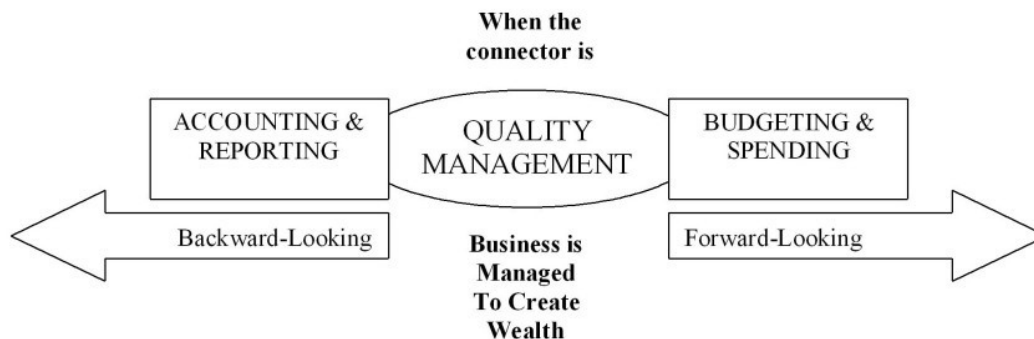 When the
connector is
ACCOUNTING &
REPORTING
QUALITY
MANAGEMENT
BUDGETING &
SPENDING
Backward-Looking
Business is
Managed
To Create
Wealth
Forward-Looking